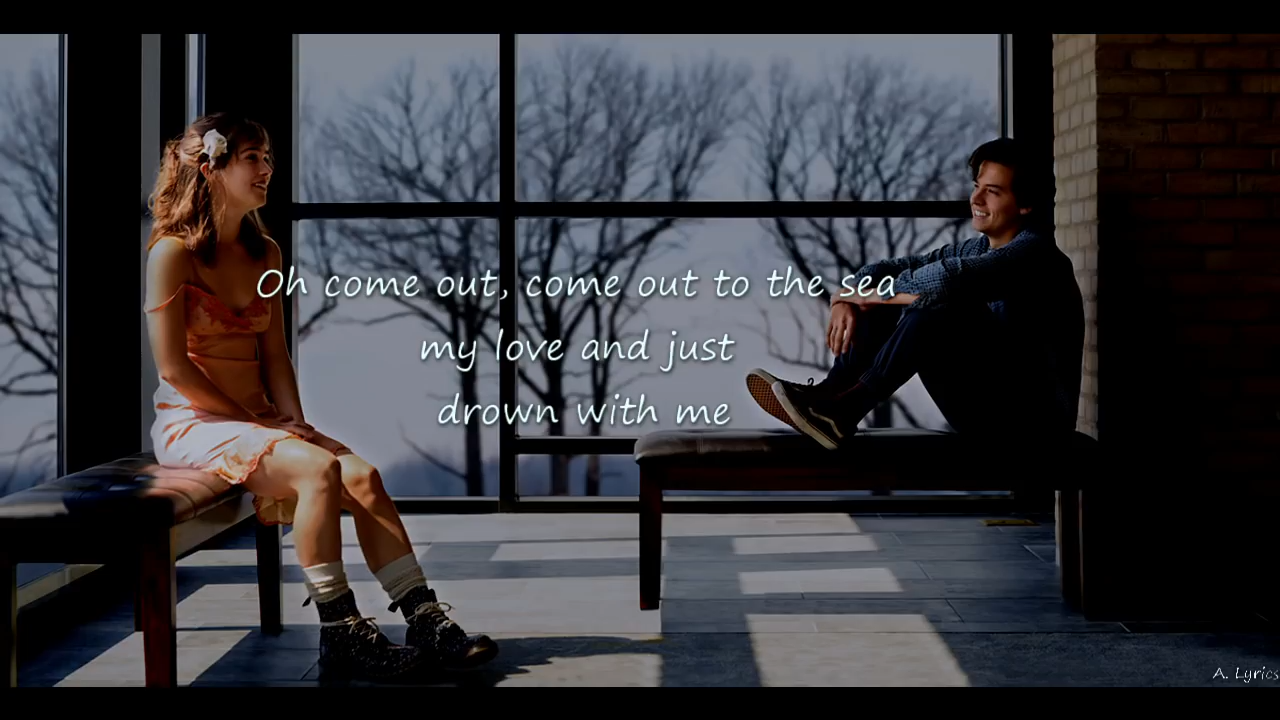 Oh come out, come out to the sea
my love and just
drown with me
A. Lyrics